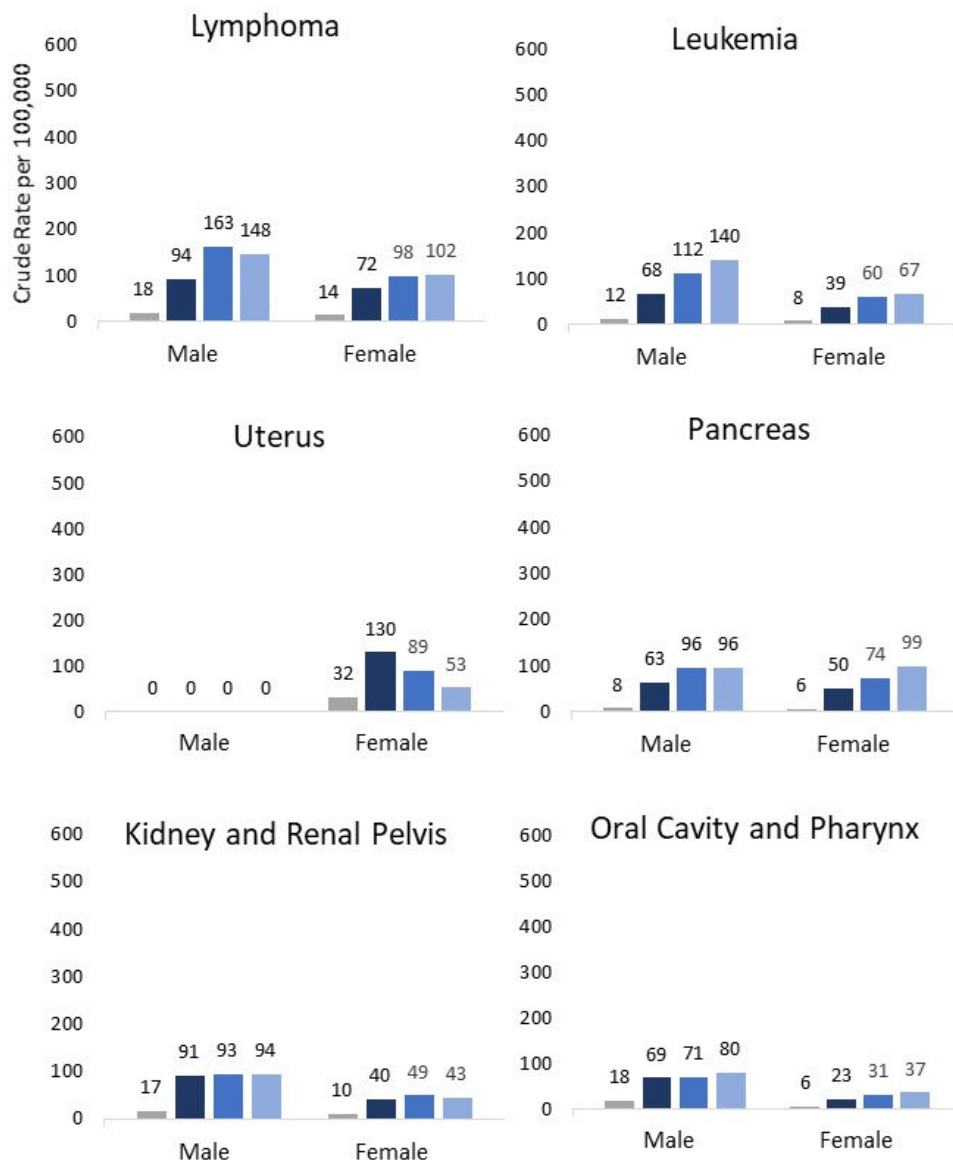 Lymphoma
Crude Rate per 100,000
600
500
400
300
200
100
0
18 94 163 148 14 72 98 102
Male Female
Leukemia
600
500
400
300
200
100
0
12 68 112 140 8 39 60 67
Male Female
Uterus
600
500
400
300
200
100
0
0 0 0 0 32 130 89 53
Male Female
Pancreas
600
500
400
300
200
100
0
8 63 96 96 6 50 74 99
Male Female
Kidney and Renal Pelvis
600
500
400
300
200
100
0
17 91 93 94 10 40 49 43
Male Female
Oral Cavity and Pharynx
600
500
400
300
200
100
0
18 69 71 80 6 23 31 37
Male Female